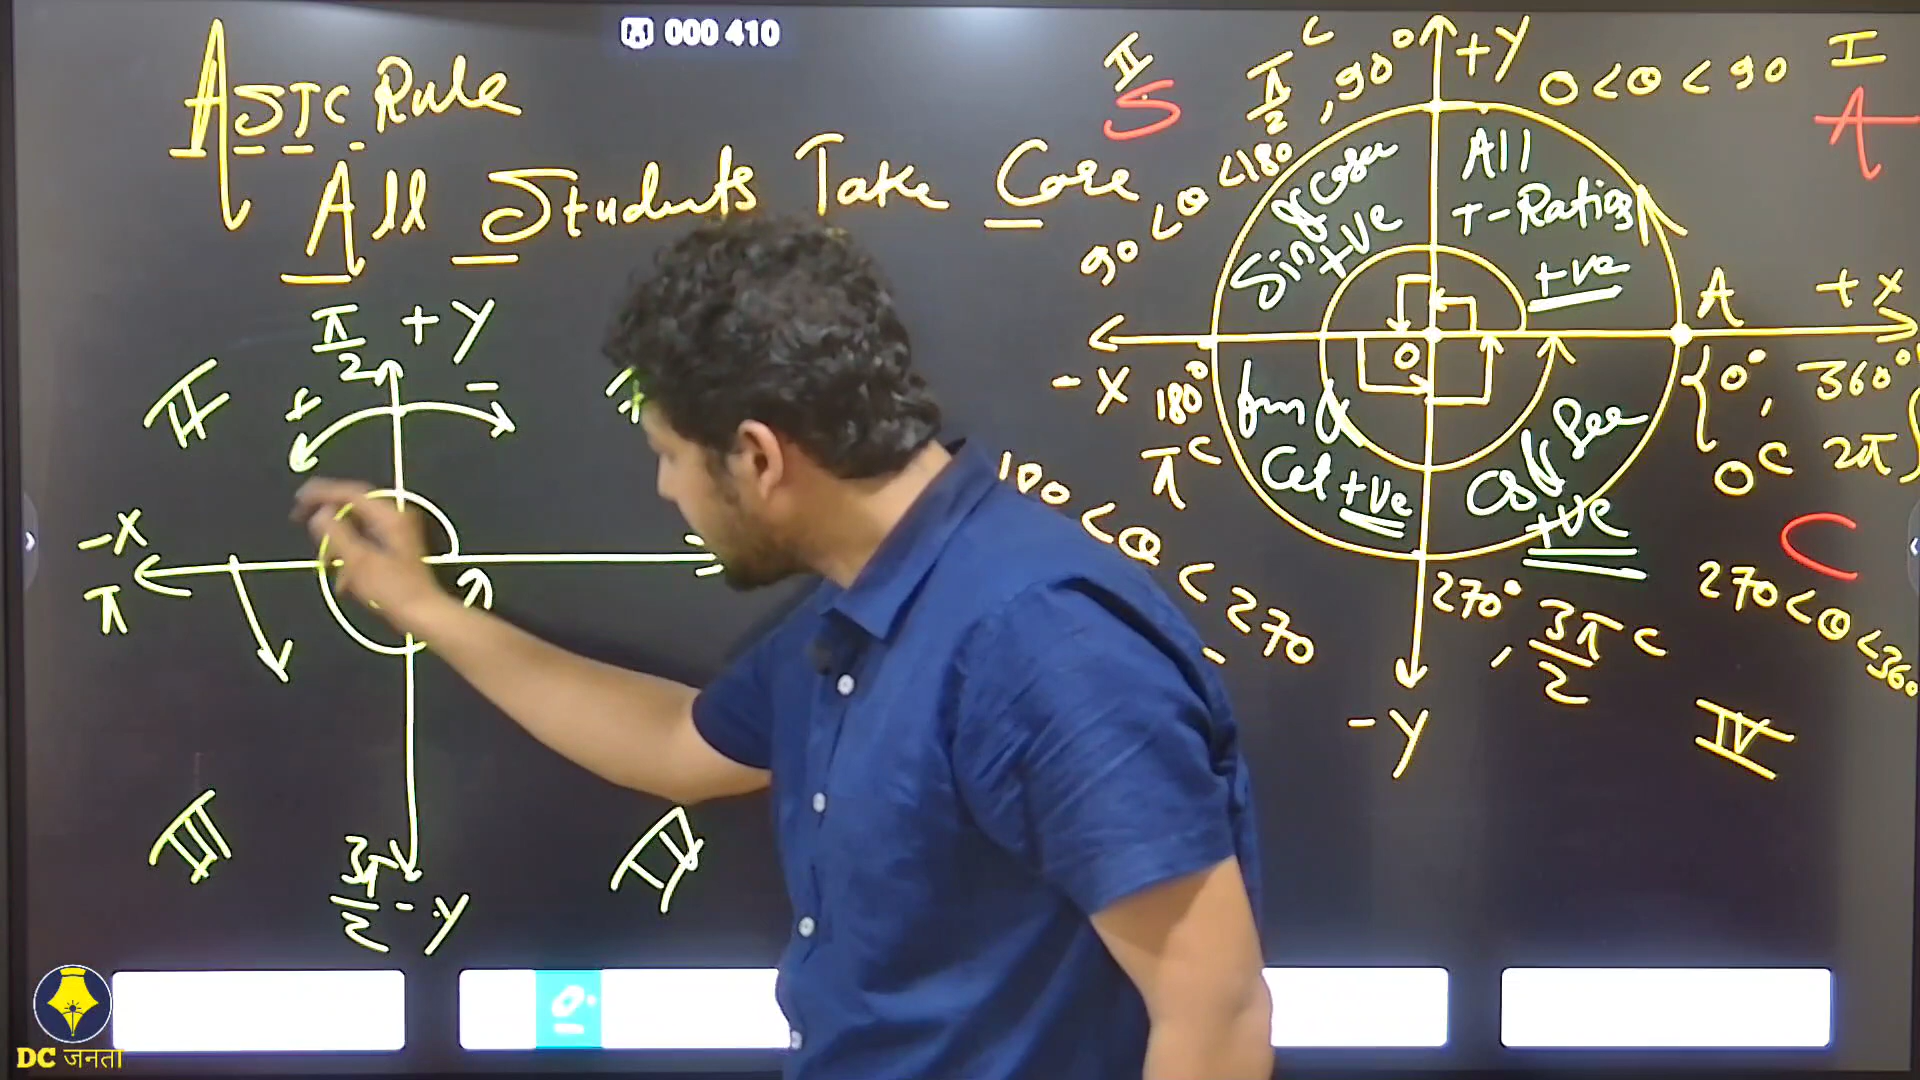 000 410
ASTC Rule
All Students Take Care
π/2 +Y
II
+
-
-X
π
III
3π/2 -Y
IV
II
S
π/2 c, 90°
+Y
0<θ<90
I
A
90<θ<180
Sin & Cosec
+ve
All
T-Ratios
+ve
A
+X
-X
180°
πc
O
0°, 360°
0c 2π
tan &
Cot +ve
Cos & Sec
+ve
180<θ<270
C
270°, 3π/2 c
270<θ<360
-Y
IV
DC जनता